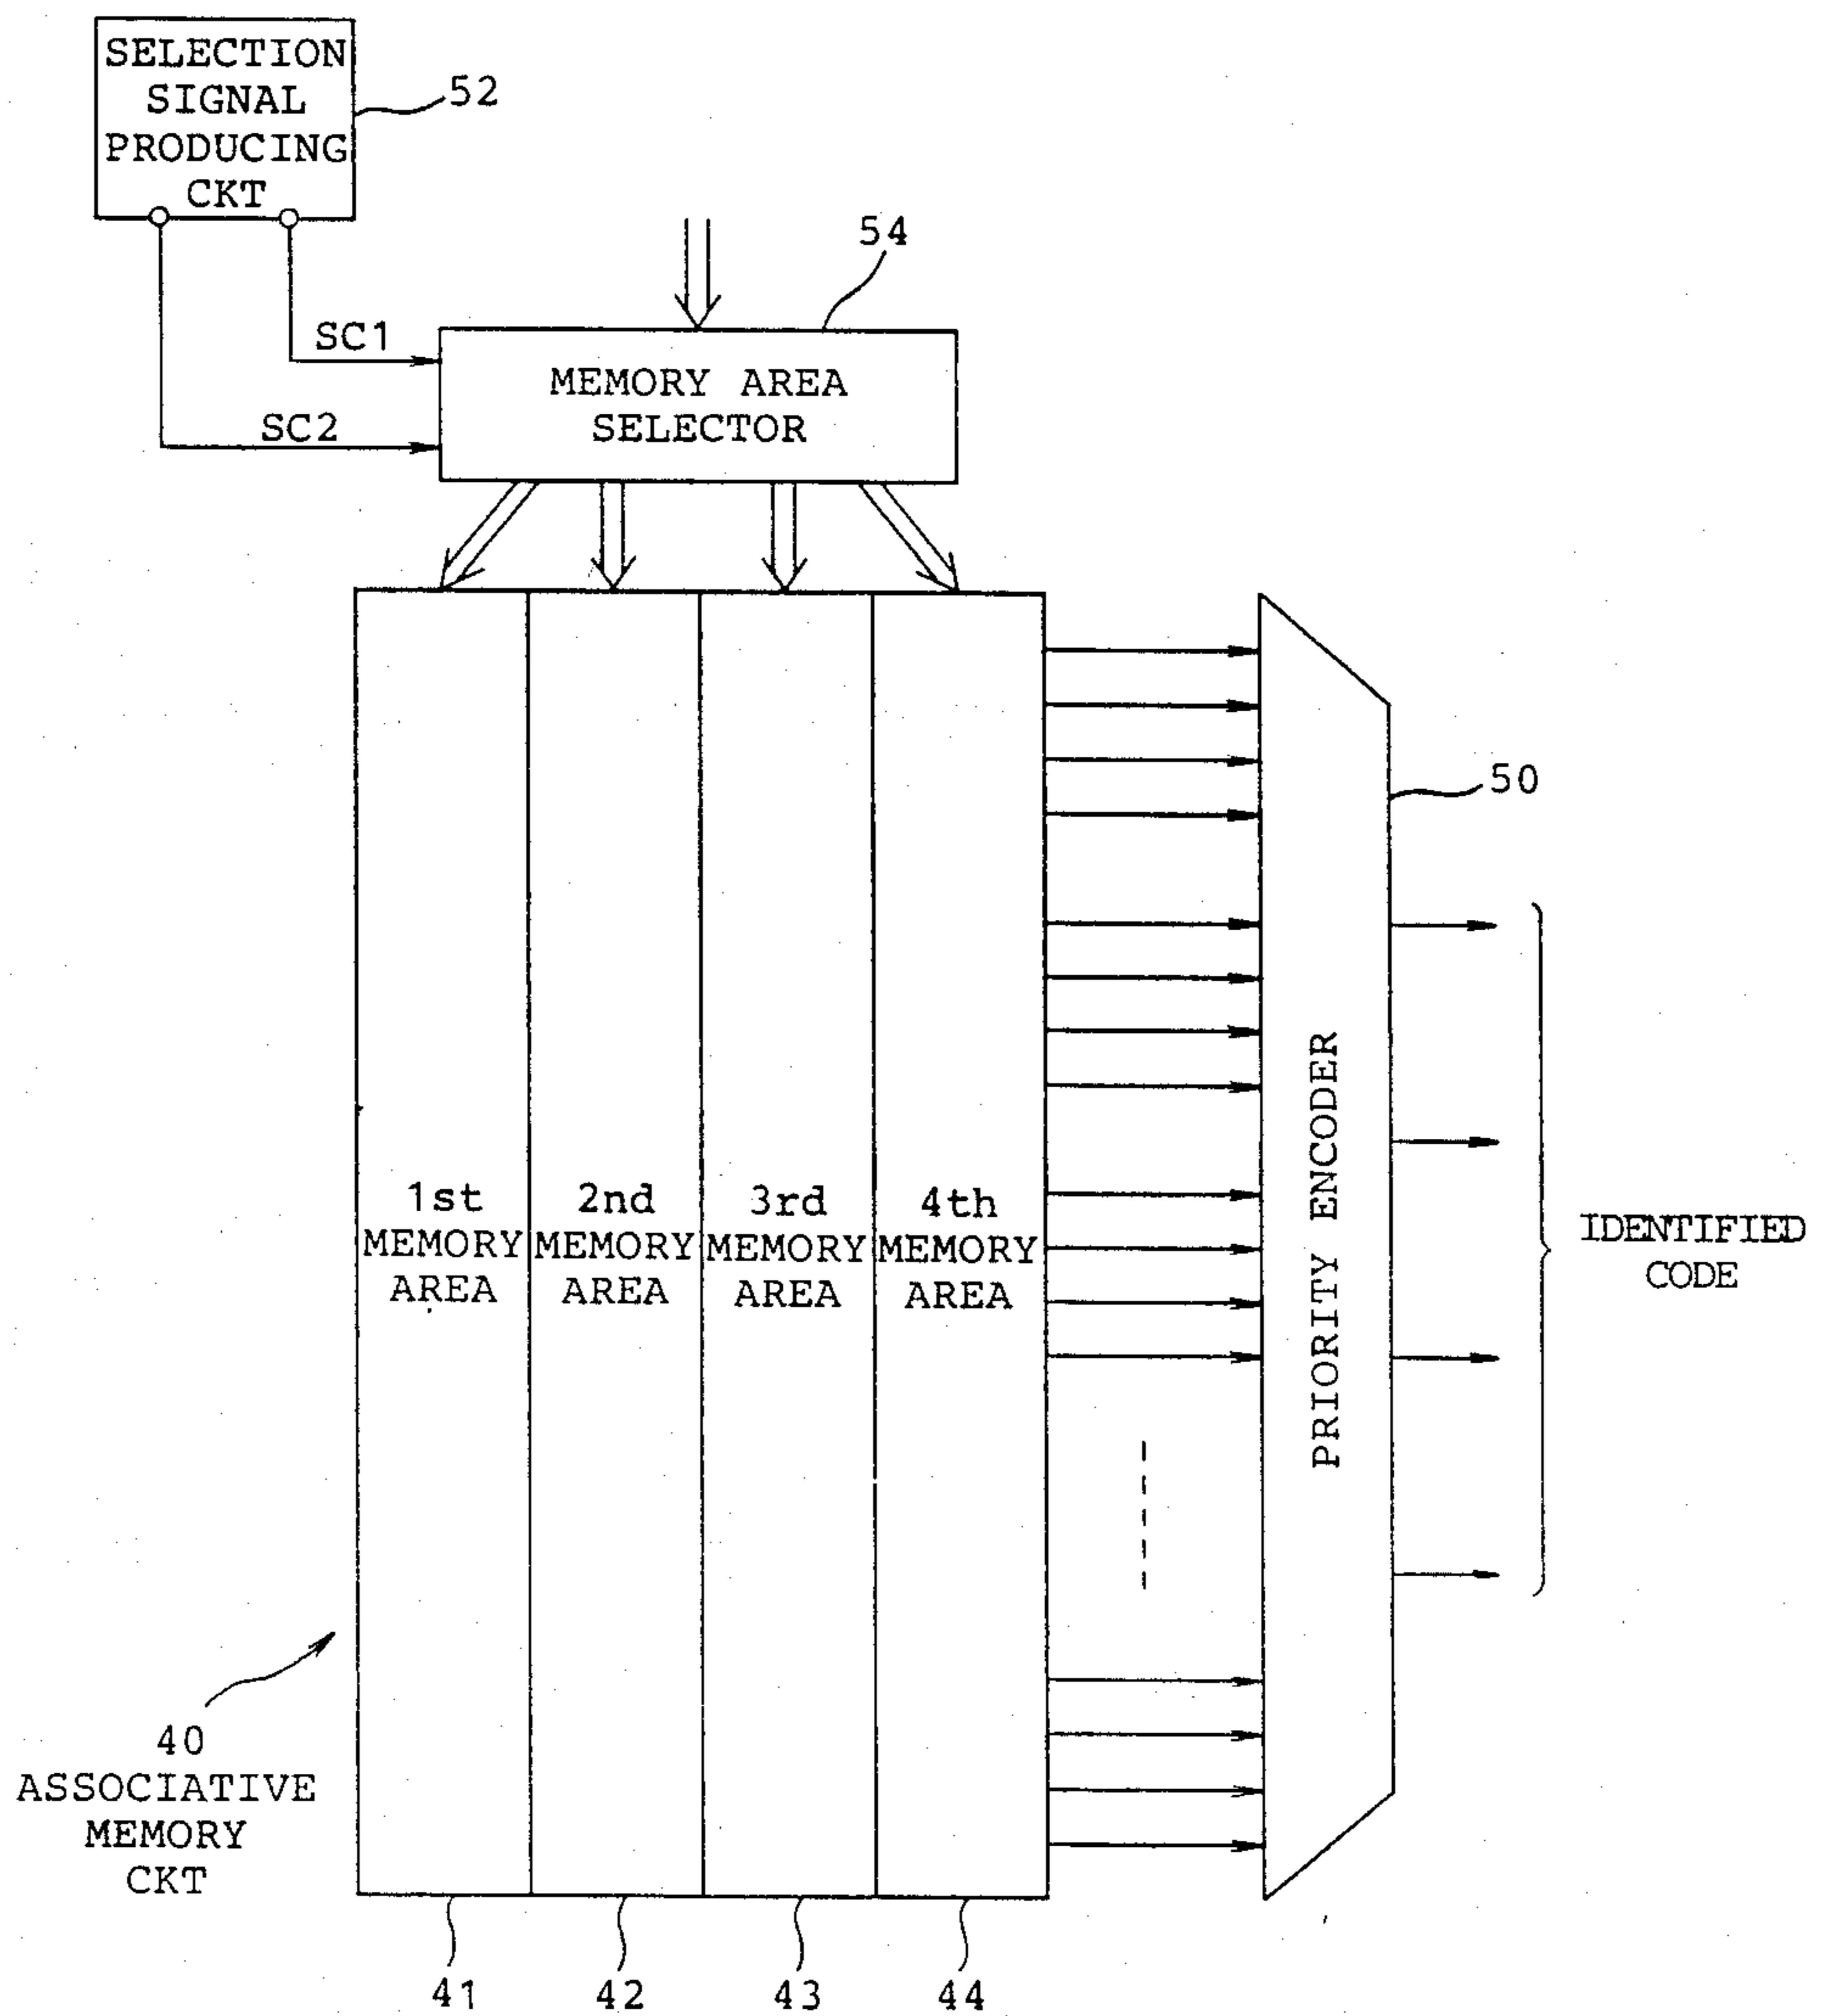 SELECTION
SIGNAL
PRODUCING
CKT
52
54
SC1
MEMORY AREA
SELECTOR
SC2
50
PRIORITY ENCODER
1st
MEMORY
AREA
2nd
MEMORY
AREA
3rd
MEMORY
AREA
4th
MEMORY
AREA
IDENTIFIED
CODE
40
ASSOCIATIVE
MEMORY
CKT
41
42
43
44